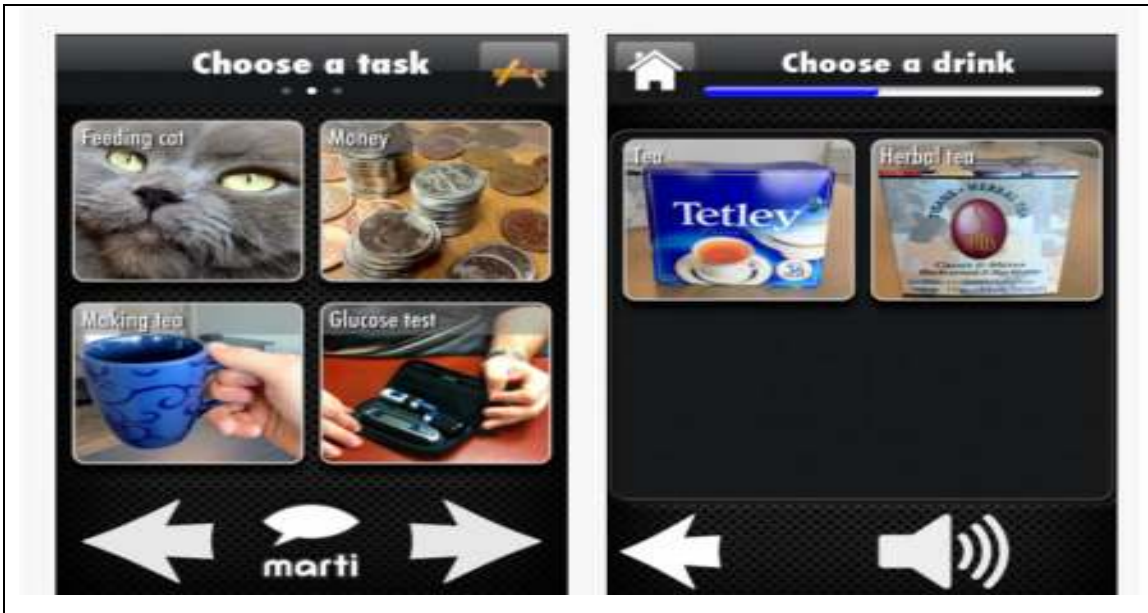 Choose a task
Feeding cat
Money
Making tea
Glucose test
marti
Choose a drink
Tea
Herbal tea
Tetley